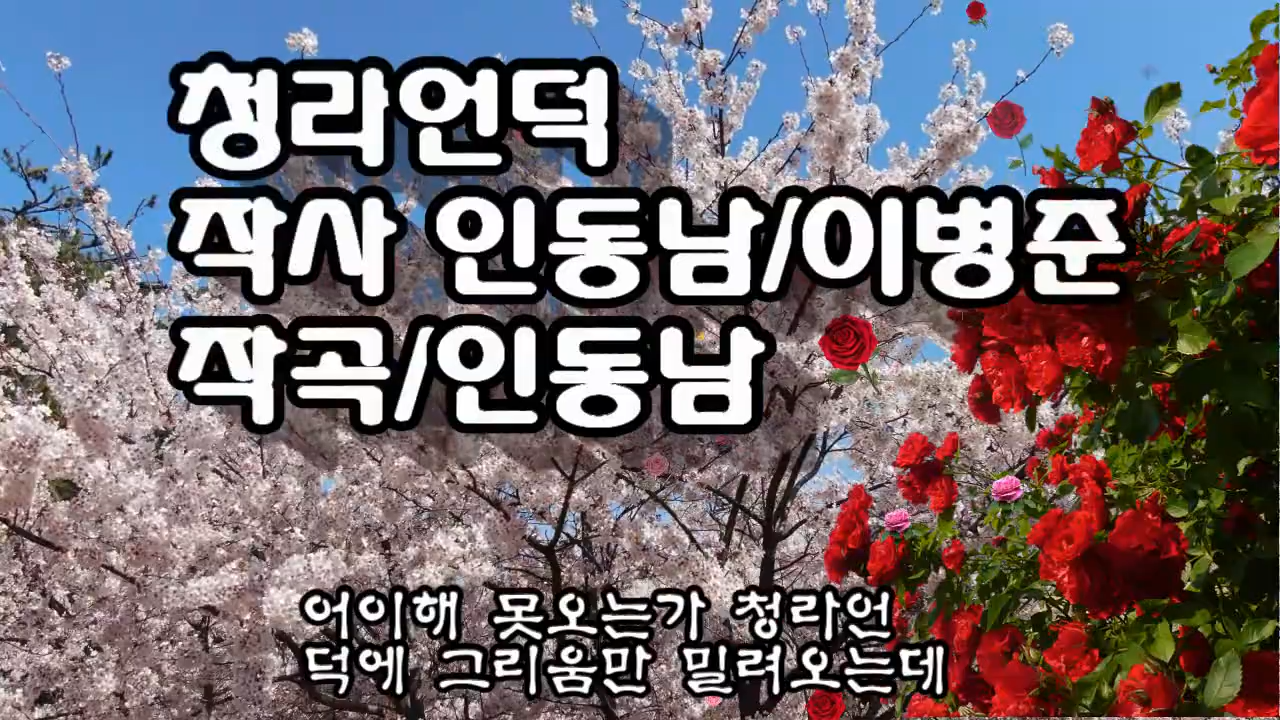 청라언덕
작사 인동남/이병준
작곡/인동남
어이해 못오는가 청라언
덕에 그리움만 밀려오는데